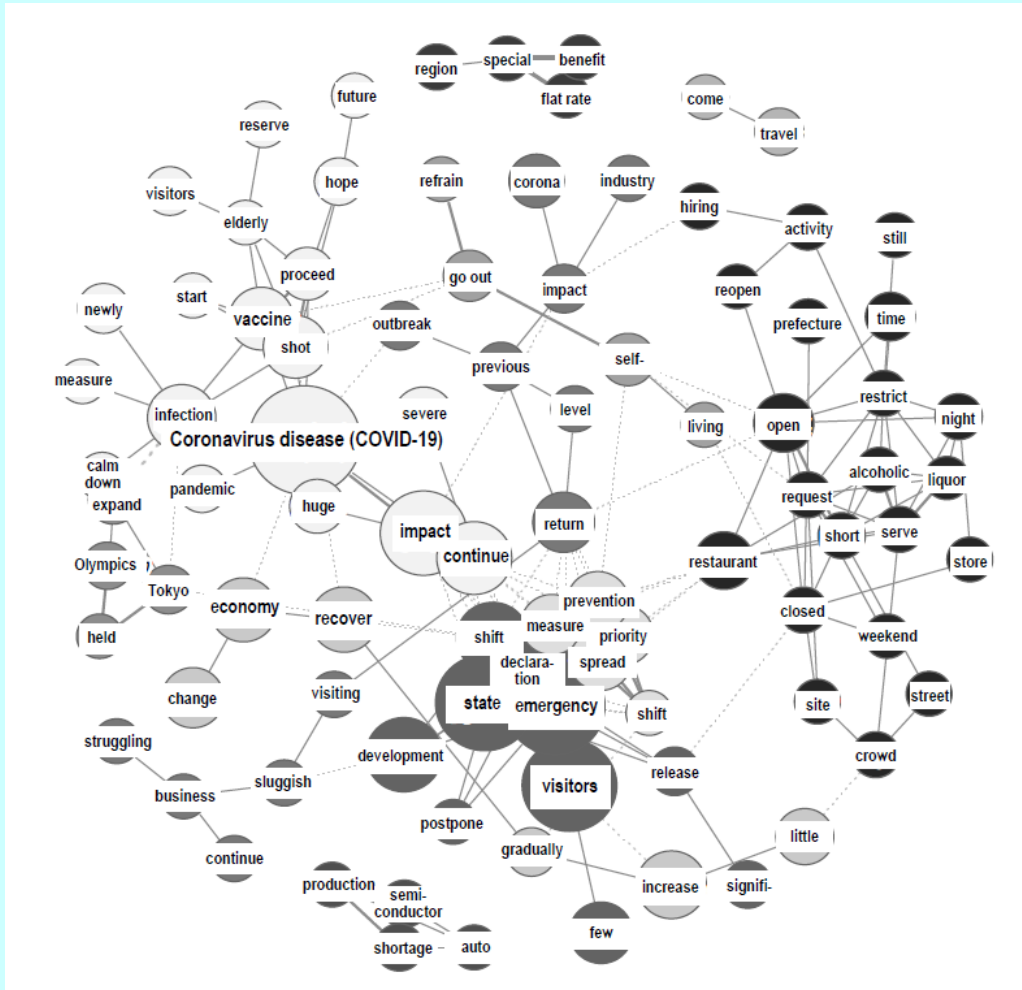 region
special
benefit
flat rate
come
travel
future
reserve
hope
refrain
corona
industry
visitors
elderly
hiring
activity
still
proceed
go out
impact
reopen
start
newly
vaccine
outbreak
prefecture
time
shot
measure
previous
self-
infection
severe
level
living
open
restrict
night
Coronavirus disease (COVID-19)
calm
down
pandemic
alcoholic
liquor
expand
huge
request
impact
return
short
serve
continue
restaurant
store
Olympics
Tokyo
economy
recover
prevention
closed
held
shift
measure
priority
weekend
declara-
tion
spread
change
visiting
state
emergency
shift
site
street
struggling
development
release
crowd
business
sluggish
visitors
postpone
gradually
little
continue
increase
signifi-
production
semi-
conductor
few
shortage
auto